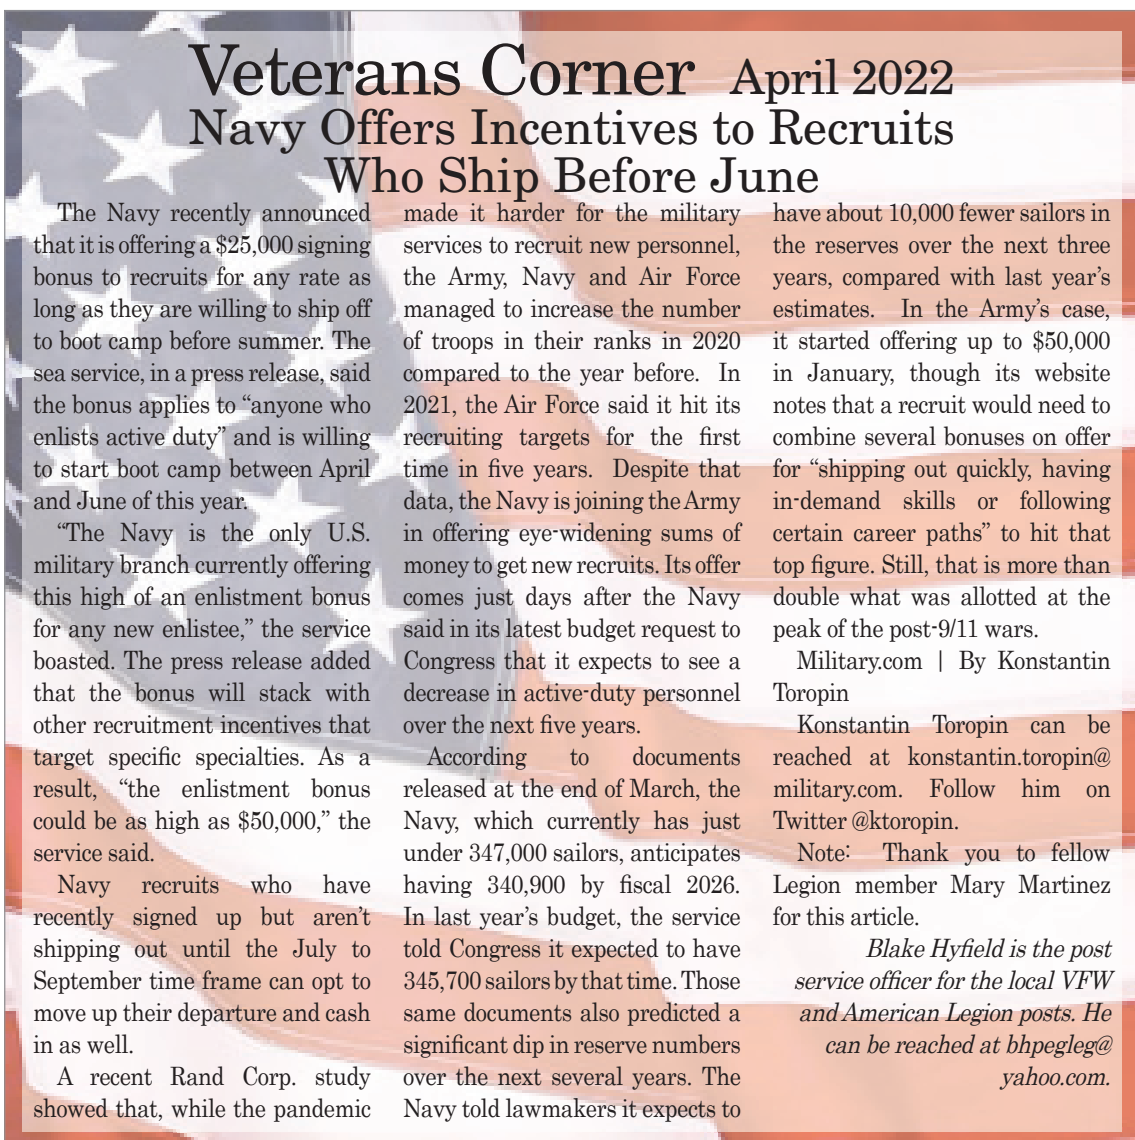 Veterans Corner April 2022
Navy Offers Incentives to Recruits
Who Ship Before June
The Navy recently announced
that it is offering a $25,000 signing
bonus to recruits for any rate as
long as they are willing to ship off
to boot camp before summer. The
sea service, in a press release, said
the bonus applies to “anyone who
enlists active duty” and is willing
to start boot camp between April
and June of this year.
“The Navy is the only U.S.
military branch currently offering
this high of an enlistment bonus
for any new enlistee,” the service
boasted. The press release added
that the bonus will stack with
other recruitment incentives that
target specific specialties. As a
result, “the enlistment bonus
could be as high as $50,000,” the
service said.
Navy recruits who have
recently signed up but aren’t
shipping out until the July to
September time frame can opt to
move up their departure and cash
in as well.
A recent Rand Corp. study
showed that, while the pandemic
made it harder for the military
services to recruit new personnel,
the Army, Navy and Air Force
managed to increase the number
of troops in their ranks in 2020
compared to the year before. In
2021, the Air Force said it hit its
recruiting targets for the first
time in five years. Despite that
data, the Navy is joining the Army
in offering eye-widening sums of
money to get new recruits. Its offer
comes just days after the Navy
said in its latest budget request to
Congress that it expects to see a
decrease in active-duty personnel
over the next five years.
According to documents
released at the end of March, the
Navy, which currently has just
under 347,000 sailors, anticipates
having 340,900 by fiscal 2026.
In last year’s budget, the service
told Congress it expected to have
345,700 sailors by that time. Those
same documents also predicted a
significant dip in reserve numbers
over the next several years. The
Navy told lawmakers it expects to
have about 10,000 fewer sailors in
the reserves over the next three
years, compared with last year’s
estimates. In the Army’s case,
it started offering up to $50,000
in January, though its website
notes that a recruit would need to
combine several bonuses on offer
for “shipping out quickly, having
in-demand skills or following
certain career paths” to hit that
top figure. Still, that is more than
double what was allotted at the
peak of the post-9/11 wars.
Military.com | By Konstantin
Toropin
Konstantin Toropin can be
reached at konstantin.toropin@
military.com. Follow him on
Twitter @ktoropin.
Note: Thank you to fellow
Legion member Mary Martinez
for this article.
Blake Hyfield is the post
service officer for the local VFW
and American Legion posts. He
can be reached at bhpegleg@
yahoo.com.